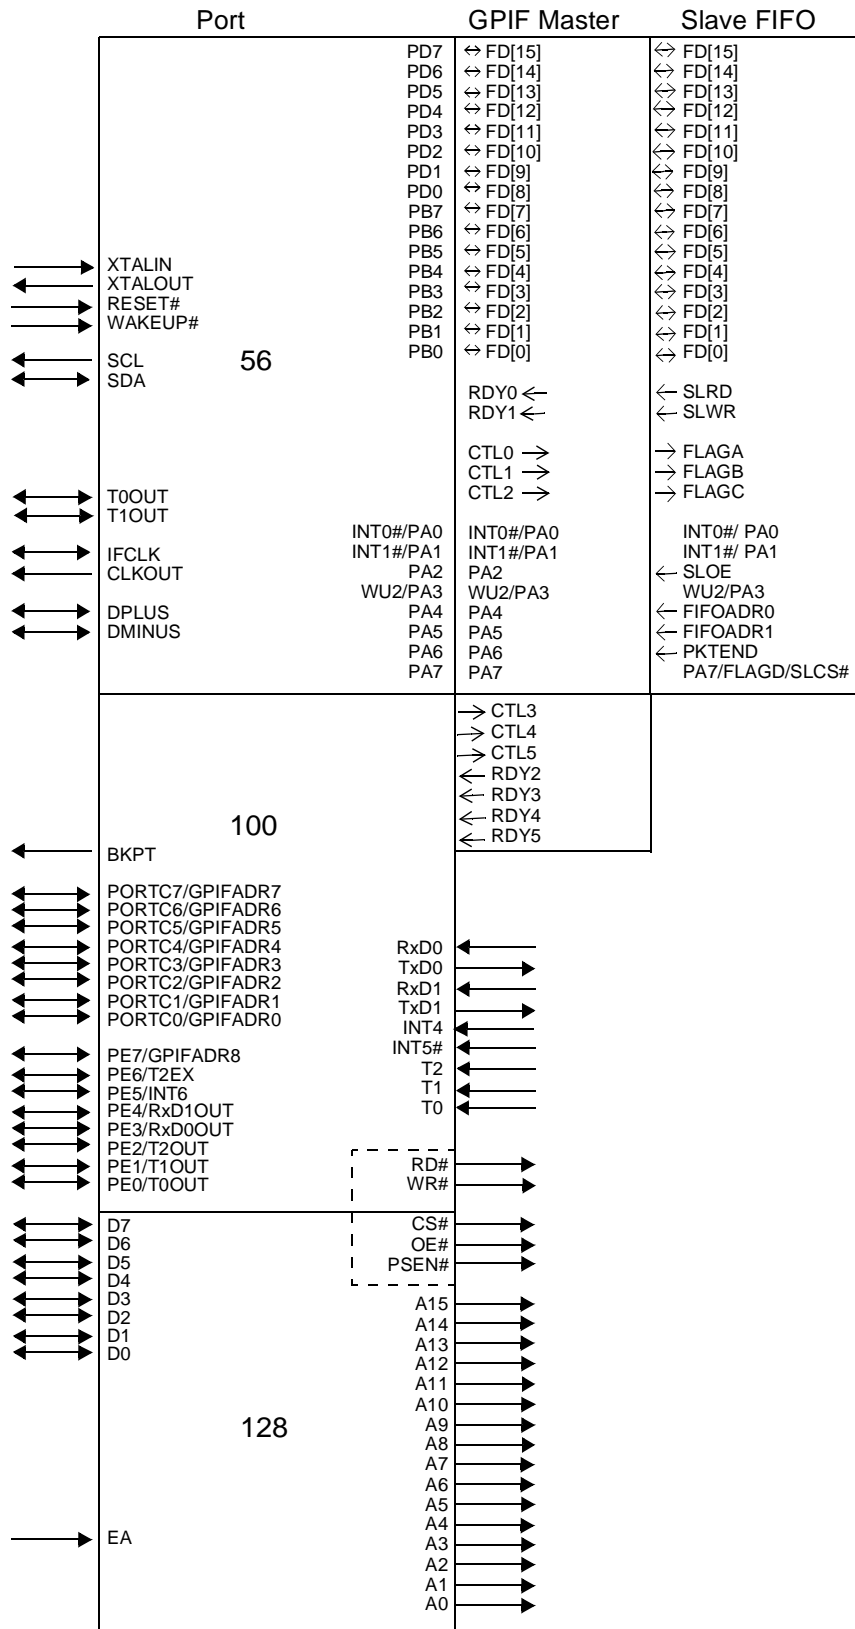 Port GPIF Master Slave FIFO
PD7 FD[15] FD[15]
PD6 FD[14] FD[14]
PD5 FD[13] FD[13]
PD4 FD[12] FD[12]
PD3 FD[11] FD[11]
PD2 FD[10] FD[10]
PD1 FD[9] FD[9]
PD0 FD[8] FD[8]
PB7 FD[7] FD[7]
PB6 FD[6] FD[6]
PB5 FD[5] FD[5]
XTALIN PB4 FD[4] FD[4]
XTALOUT PB3 FD[3] FD[3]
RESET# PB2 FD[2] FD[2]
WAKEUP# PB1 FD[1] FD[1]
SCL 56 PB0 FD[0] FD[0]
SDA
RDY0 SLRD
RDY1 SLWR
CTL0 FLAGA
CTL1 FLAGB
T0OUT CTL2 FLAGC
T1OUT
INT0#/PA0 INT0#/PA0 INT0#/ PA0
IFCLK INT1#/PA1 INT1#/PA1 INT1#/ PA1
CLKOUT PA2 PA2 SLOE
WU2/PA3 WU2/PA3 WU2/PA3
DPLUS PA4 PA4 FIFOADR0
DMINUS PA5 PA5 FIFOADR1
PA6 PA6 PKTEND
PA7 PA7 PA7/FLAGD/SLCS#
CTL3
CTL4
CTL5
RDY2
RDY3
100 RDY4
RDY5
BKPT
PORTC7/GPIFADR7
PORTC6/GPIFADR6
PORTC5/GPIFADR5
PORTC4/GPIFADR4 RxD0
PORTC3/GPIFADR3 TxD0
PORTC2/GPIFADR2 RxD1
PORTC1/GPIFADR1 TxD1
PORTC0/GPIFADR0 INT4
INT5#
PE7/GPIFADR8 T2
PE6/T2EX T1
PE5/INT6 T0
PE4/RxD1OUT
PE3/RxD0OUT
PE2/T2OUT
PE1/T1OUT RD#
PE0/T0OUT WR#
D7 CS#
D6 OE#
D5 PSEN#
D4
D3 A15
D2 A14
D1 A13
D0 A12
A11
A10
128 A9
A8
A7
A6
A5
A4
EA A3
A2
A1
A0